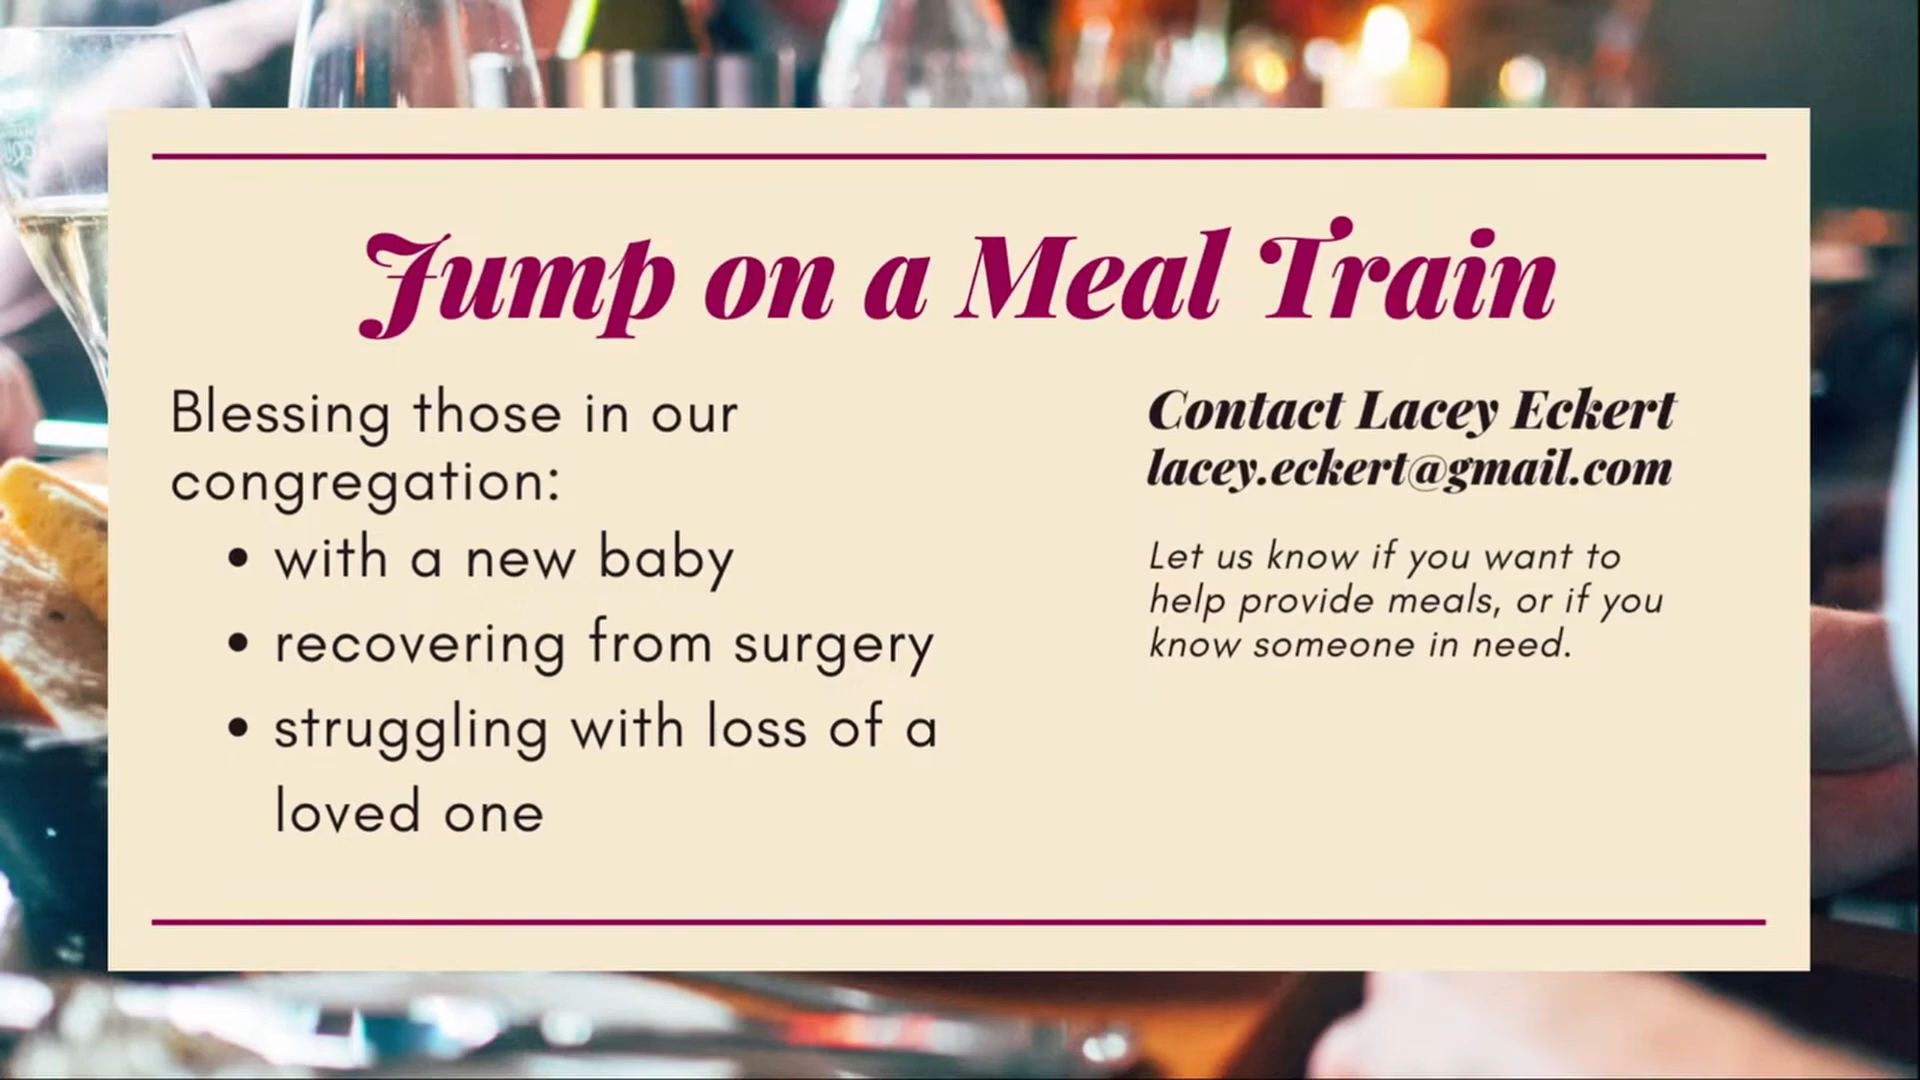 Jump on a Meal Train
Blessing those in our
congregation:
• with a new baby
• recovering from surgery
• struggling with loss of a
loved one
Contact Lacey Eckert
lacey.eckert@gmail.com
Let us know if you want to
help provide meals, or if you
know someone in need.